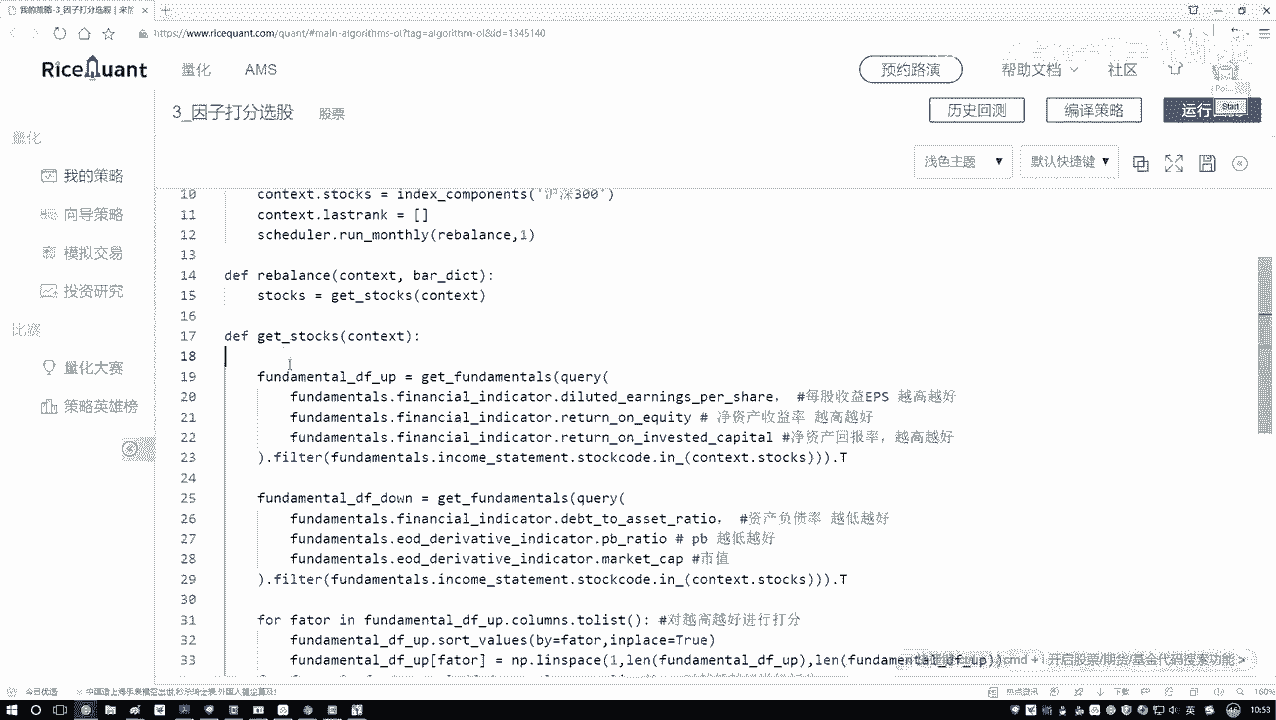 我的策略-3_因子打分选股
https://www.ricequant.com/quant/#main-algorithms-ol?tag=algorithm-ol&id=1345140
RiceQuant 量化 AMS 预约路演 帮助文档 社区
3_因子打分选股 股票 历史回测 编译策略 运行 Start
量化
浅色主题 ▼ 默认快捷键 ▼
我的策略
向导策略
模拟交易
投资研究
比赛
量化大赛
策略英雄榜
10 context.stocks = index_components('沪深300')
11 context.lastrank = []
12 scheduler.run_monthly(rebalance,1)
13
14 def rebalance(context, bar_dict):
15 stocks = get_stocks(context)
16
17 def get_stocks(context):
18
19 fundamental_df_up = get_fundamentals(query(
20 fundamentals.financial_indicator.diluted_earnings_per_share， #每股收益EPS 越高越好
21 fundamentals.financial_indicator.return_on_equity # 净资产收益率 越高越好
22 fundamentals.financial_indicator.return_on_invested_capital #净资产回报率，越高越好
23 ).filter(fundamentals.income_statement.stockcode.in_(context.stocks))).T
24
25 fundamental_df_down = get_fundamentals(query(
26 fundamentals.financial_indicator.debt_to_asset_ratio， #资产负债率 越低越好
27 fundamentals.eod_derivative_indicator.pb_ratio # pb 越低越好
28 fundamentals.eod_derivative_indicator.market_cap #市值
29 ).filter(fundamentals.income_statement.stockcode.in_(context.stocks))).T
30
31 for fator in fundamental_df_up.columns.tolist(): #对越高越好进行打分
32 fundamental_df_up.sort_values(by=fator,inplace=True)
33 fundamental_df_up[fator] = np.linspace(1,len(fundamental_df_up),len(fundamental_df_up))
cmd + i 开启股票/期货/基金代码搜索功能 >
今日优选 热点资讯 下载 160%
英 10:53